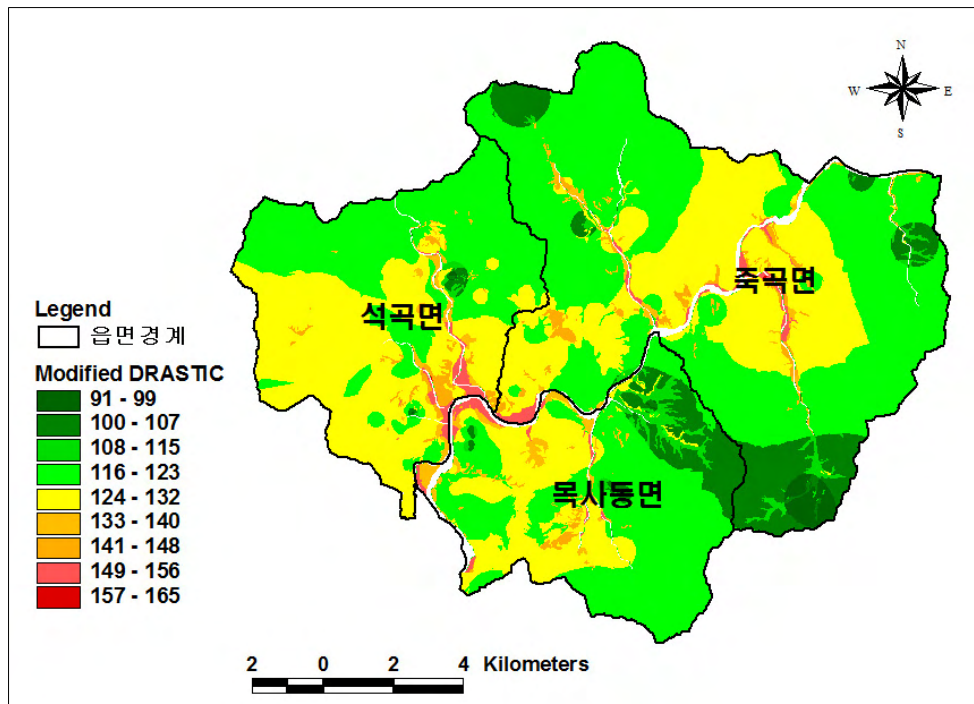 N
W E
S
죽곡면
석곡면
목사동면
Legend
읍면경계
Modified DRASTIC
91 - 99
100 - 107
108 - 115
116 - 123
124 - 132
133 - 140
141 - 148
149 - 156
157 - 165
2 0 2 4 Kilometers